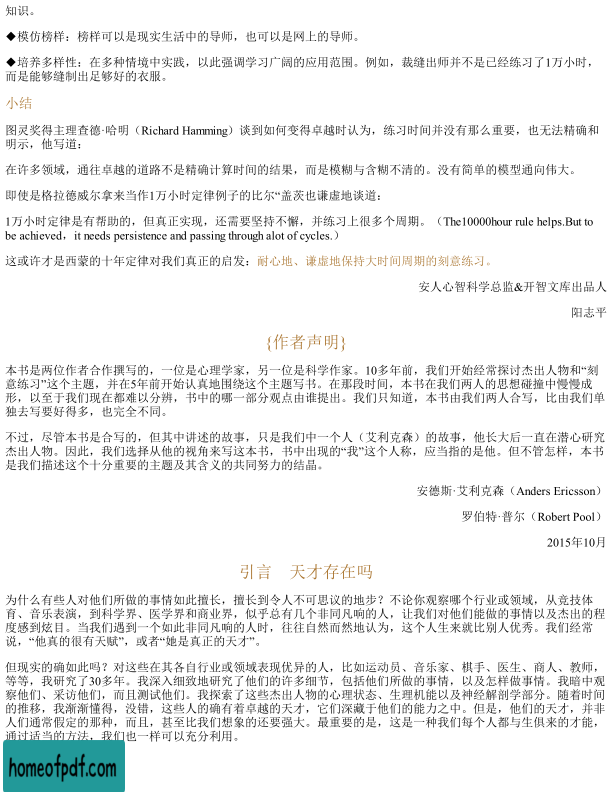 知识。
◆模仿榜样：榜样可以是现实生活中的导师，也可以是网上的导师。
◆培养多样性：在多种情境中实践，以此强调学习广阔的应用范围。例如，裁缝出师并不是已经练习了1万小时，
而是能够缝制出足够好的衣服。
小结
图灵奖得主理查德·哈明（Richard Hamming）谈到如何变得卓越时认为，练习时间并没有那么重要，也无法精确和
明示，他写道：
在许多领域，通往卓越的道路不是精确计算时间的结果，而是模糊与含糊不清的。没有简单的模型通向伟大。
即使是格拉德威尔拿来当作1万小时定律例子的比尔“盖茨也谦虚地谈道：
1万小时定律是有帮助的，但真正实现，还需要坚持不懈，并练习上很多个周期。（The10000hour rule helps.But to
be achieved，it needs persistence and passing through alot of cycles.）
这或许才是西蒙的十年定律对我们真正的启发：耐心地、谦虚地保持大时间周期的刻意练习。
安人心智科学总监&开智文库出品人
阳志平
{作者声明}
本书是两位作者合作撰写的，一位是心理学家，另一位是科学作家。10多年前，我们开始经常探讨杰出人物和“刻
意练习”这个主题，并在5年前开始认真地围绕这个主题写书。在那段时间，本书在我们两人的思想碰撞中慢慢成
形，以至于我们现在都难以分辨，书中的哪一部分观点由谁提出。我们只知道，本书由我们两人合写，比由我们单
独去写要好得多，也完全不同。
不过，尽管本书是合写的，但其中讲述的故事，只是我们中一个人（艾利克森）的故事，他长大后一直在潜心研究
杰出人物。因此，我们选择从他的视角来写这本书，书中出现的“我”这个人称，应当指的是他。但不管怎样，本书
是我们描述这个十分重要的主题及其含义的共同努力的结晶。
安德斯·艾利克森（Anders Ericsson）
罗伯特·普尔（Robert Pool）
2015年10月
引言　天才存在吗
为什么有些人对他们所做的事情如此擅长，擅长到令人不可思议的地步？不论你观察哪个行业或领域，从竞技体
育、音乐表演，到科学界、医学界和商业界，似乎总有几个非同凡响的人，让我们对他们能做的事情以及杰出的程
度感到炫目。当我们遇到一个如此非同凡响的人时，往往自然而然地认为，这个人生来就比别人优秀。我们经常
说，“他真的很有天赋”，或者“她是真正的天才”。
但现实的确如此吗？对这些在其各自行业或领域表现优异的人，比如运动员、音乐家、棋手、医生、商人、教师，
等等，我研究了30多年。我深入细致地研究了他们的许多细节，包括他们所做的事情，以及怎样做事情。我暗中观
察他们、采访他们，而且测试他们。我探索了这些杰出人物的心理状态、生理机能以及神经解剖学部分。随着时间
的推移，我渐渐懂得，没错，这些人的确有着卓越的天才，它们深藏于他们的能力之中。但是，他们的天才，并非
人们通常假定的那种，而且，甚至比我们想象的还要强大。最重要的是，这是一种我们每个人都与生俱来的才能，
通过适当的方法，我们也一样可以充分利用。
homeofpdf.com